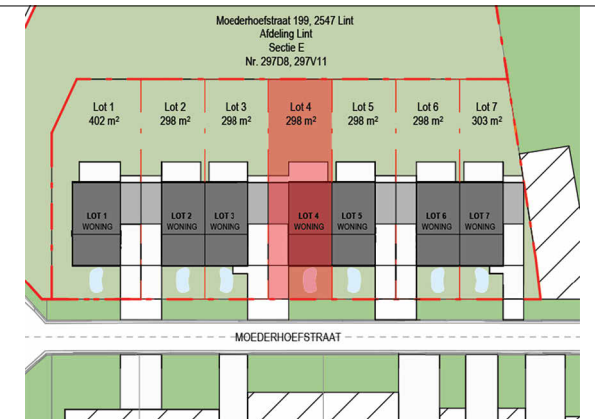 Moederhoefstraat 199, 2547 Lint
Afdeling Lint
Sectie E
Nr. 297D8, 297V11
Lot 1 Lot 2 Lot 3 Lot 4 Lot 5 Lot 6 Lot 7
402 m² 298 m² 298 m² 298 m² 298 m² 298 m² 303 m²
LOT 1 LOT 2 LOT 3 LOT 4 LOT 5 LOT 6 LOT 7
WONING WONING WONING WONING WONING WONING WONING
MOEDERHOEFSTRAAT